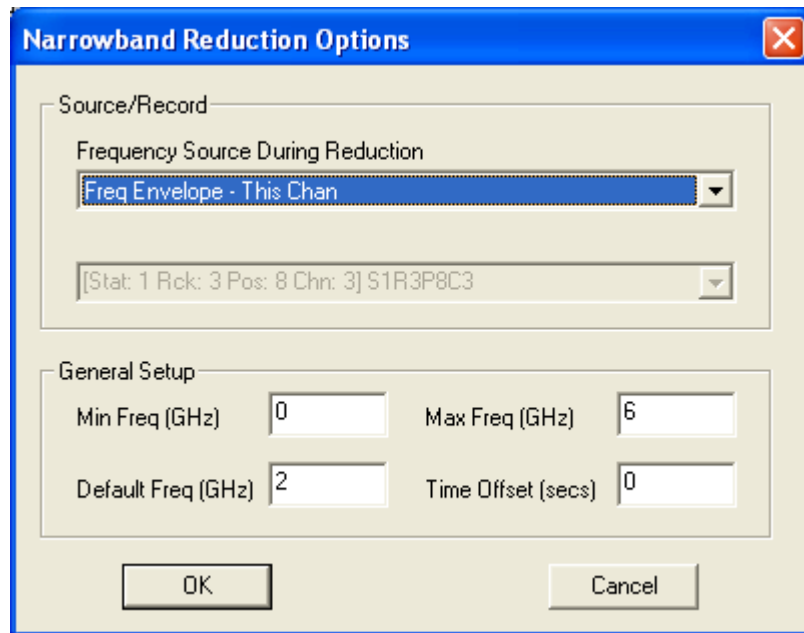 Narrowband Reduction Options
Source/Record
Frequency Source During Reduction
Freq Envelope - This Chan
[Stat: 1 Rck: 3 Pos: 8 Chn: 3] S1R3P8C3
General Setup
Min Freq (GHz) 0 Max Freq (GHz) 6
Default Freq (GHz) 2 Time Offset (secs) 0
OK Cancel